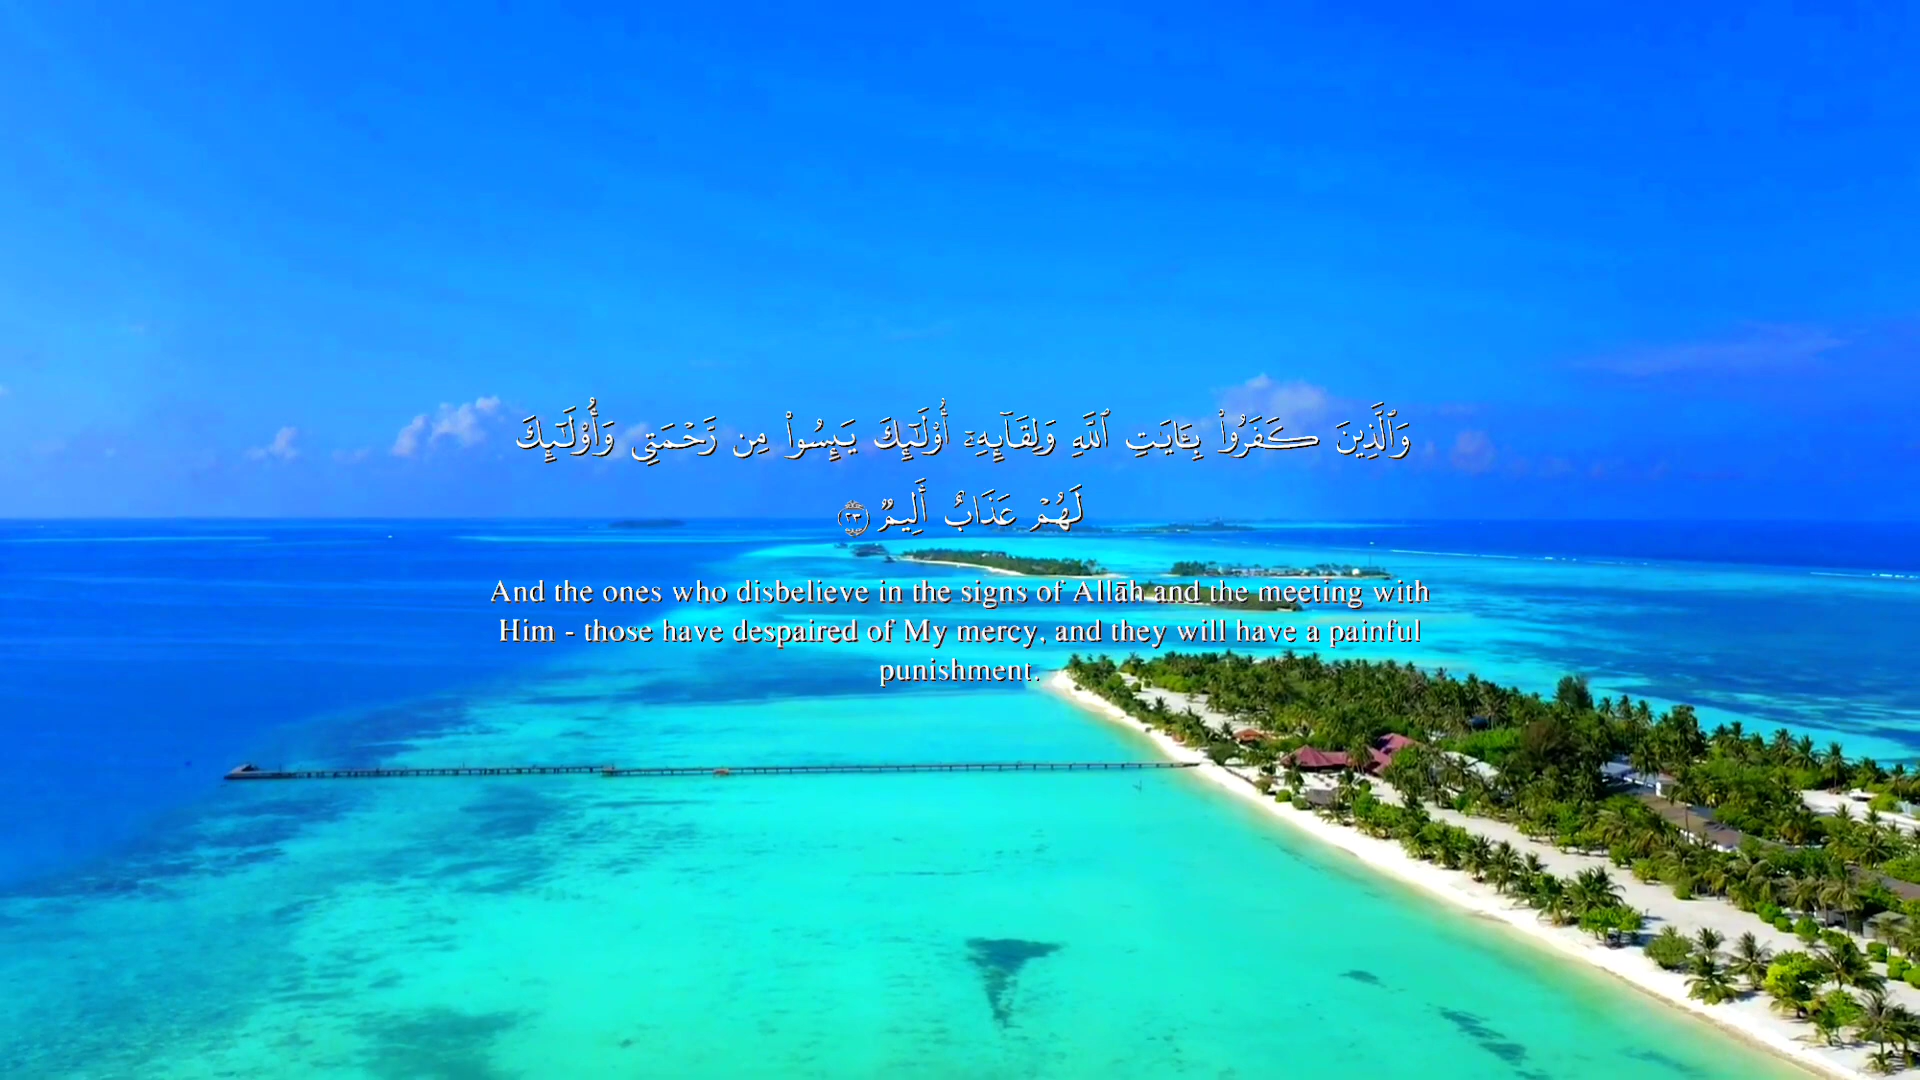 وَٱلَّذِينَ كَفَرُوا۟ بِـَٔايَـٰتِ ٱللَّهِ وَلِقَآئِهِۦٓ أُو۟لَـٰٓئِكَ يَئِسُوا۟ مِن رَّحْمَتِى وَأُو۟لَـٰٓئِكَ
لَهُمْ عَذَابٌ أَلِيمٌ ٢٣
And the ones who disbelieve in the signs of Allāh and the meeting with
Him - those have despaired of My mercy, and they will have a painful
punishment.